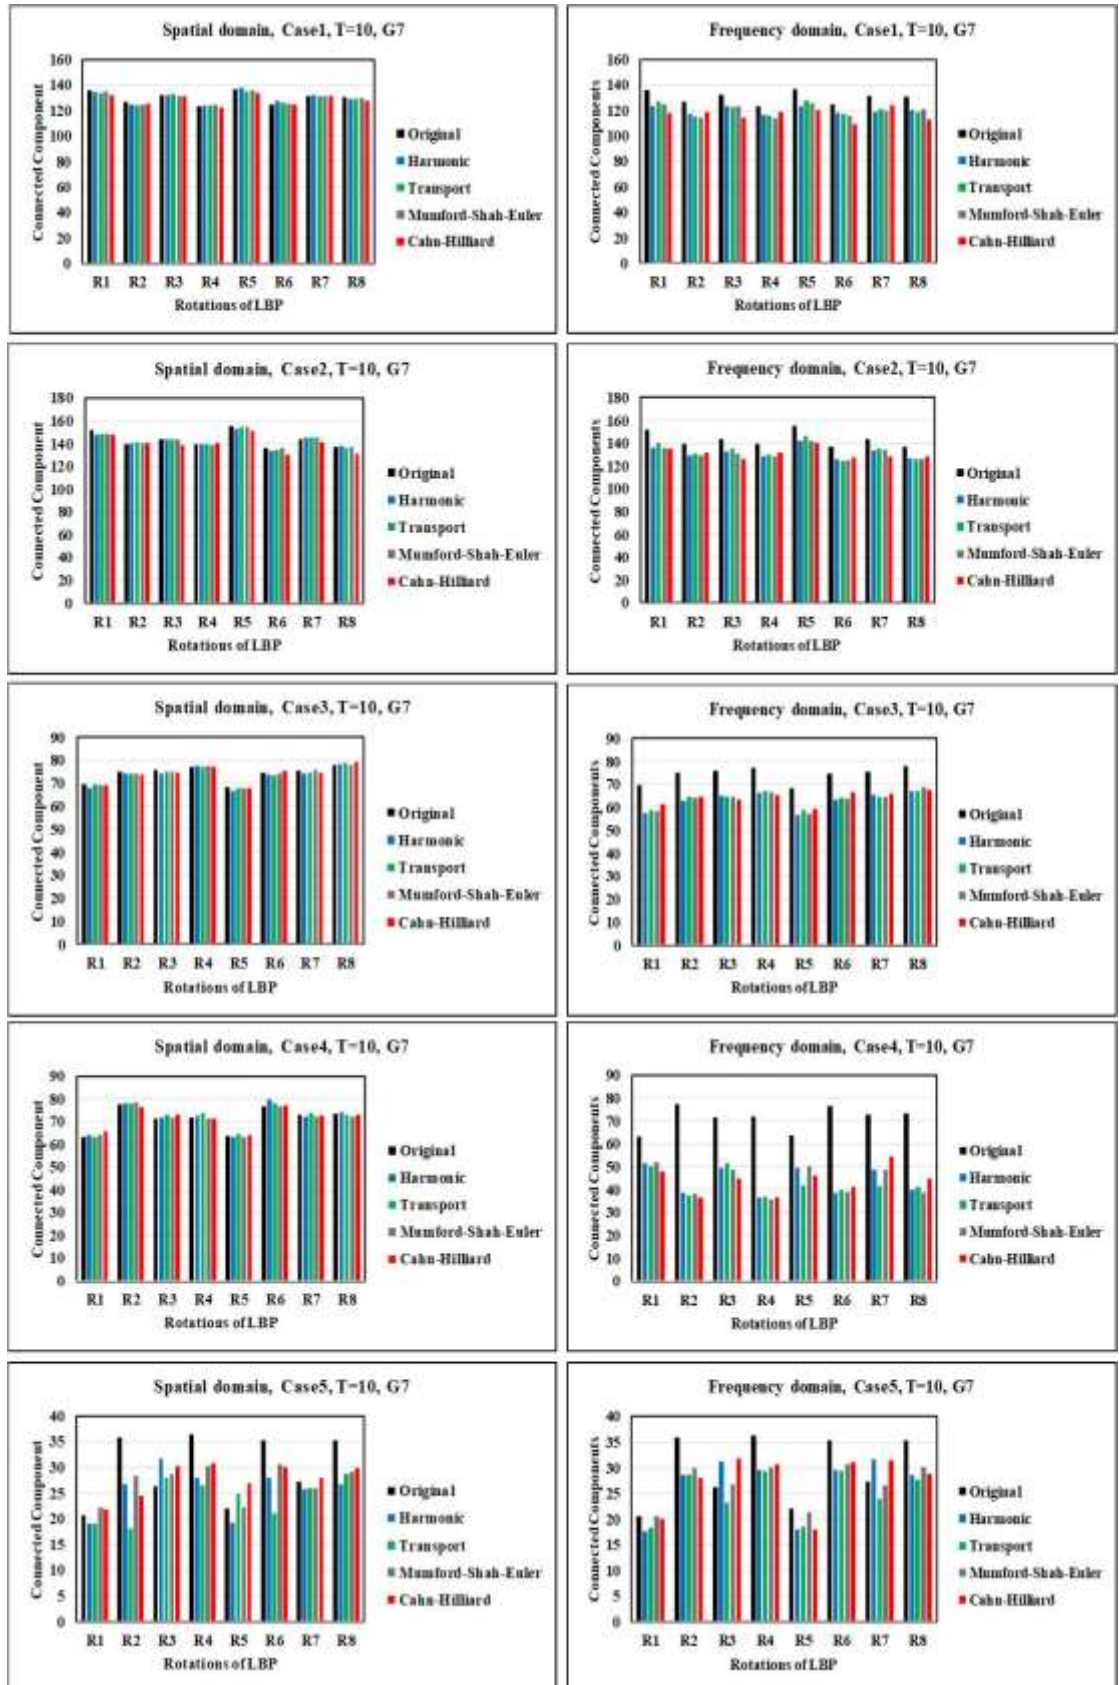 Spatial domain, Case1, T=10, G7
Connected Component
160
140
120
100
80
60
40
20
0
R1 R2 R3 R4 R5 R6 R7 R8
Rotations of LBP
Original
Harmonic
Transport
Mumford-Shah-Euler
Cahn-Hilliard
Frequency domain, Case1, T=10, G7
Connected Components
160
140
120
100
80
60
40
20
0
R1 R2 R3 R4 R5 R6 R7 R8
Rotations of LBP
Original
Harmonic
Transport
Mumford-Shah-Euler
Cahn-Hilliard
Spatial domain, Case2, T=10, G7
Connected Component
180
160
140
120
100
80
60
40
20
0
R1 R2 R3 R4 R5 R6 R7 R8
Rotations of LBP
Original
Harmonic
Transport
Mumford-Shah-Euler
Cahn-Hilliard
Frequency domain, Case2, T=10, G7
Connected Components
180
160
140
120
100
80
60
40
20
0
R1 R2 R3 R4 R5 R6 R7 R8
Rotations of LBP
Original
Harmonic
Transport
Mumford-Shah-Euler
Cahn-Hilliard
Spatial domain, Case3, T=10, G7
Connected Component
90
80
70
60
50
40
30
20
10
0
R1 R2 R3 R4 R5 R6 R7 R8
Rotations of LBP
Original
Harmonic
Transport
Mumford-Shah-Euler
Cahn-Hilliard
Frequency domain, Case3, T=10, G7
Connected Components
90
80
70
60
50
40
30
20
10
0
R1 R2 R3 R4 R5 R6 R7 R8
Rotations of LBP
Original
Harmonic
Transport
Mumford-Shah-Euler
Cahn-Hilliard
Spatial domain, Case4, T=10, G7
Connected Component
90
80
70
60
50
40
30
20
10
0
R1 R2 R3 R4 R5 R6 R7 R8
Rotations of LBP
Original
Harmonic
Transport
Mumford-Shah-Euler
Cahn-Hilliard
Frequency domain, Case4, T=10, G7
Connected Components
90
80
70
60
50
40
30
20
10
0
R1 R2 R3 R4 R5 R6 R7 R8
Rotations of LBP
Original
Harmonic
Transport
Mumford-Shah-Euler
Cahn-Hilliard
Spatial domain, Case5, T=10, G7
Connected Component
40
35
30
25
20
15
10
5
0
R1 R2 R3 R4 R5 R6 R7 R8
Rotations of LBP
Original
Harmonic
Transport
Mumford-Shah-Euler
Cahn-Hilliard
Frequency domain, Case5, T=10, G7
Connected Components
40
35
30
25
20
15
10
5
0
R1 R2 R3 R4 R5 R6 R7 R8
Rotations of LBP
Original
Harmonic
Transport
Mumford-Shah-Euler
Cahn-Hilliard